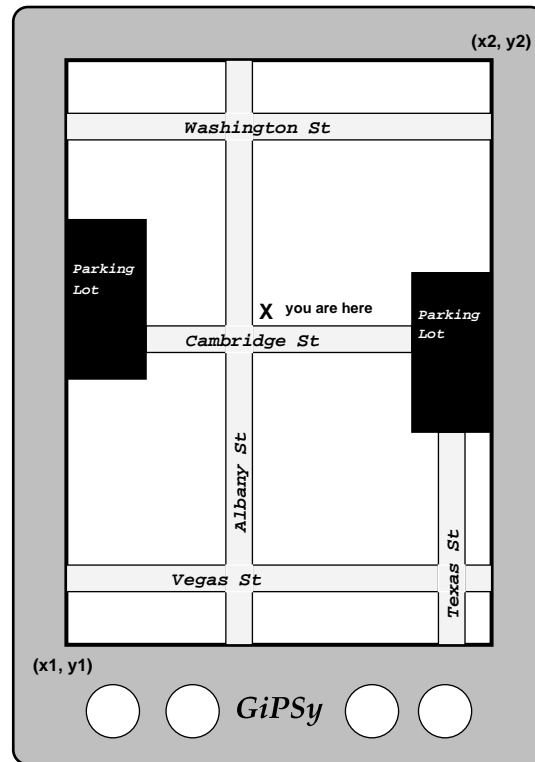 (x2, y2)
Washington St
Parking
Lot
X you are here
Parking
Lot
Cambridge St
Albany St
Texas St
Vegas St
(x1, y1)
GiPSy